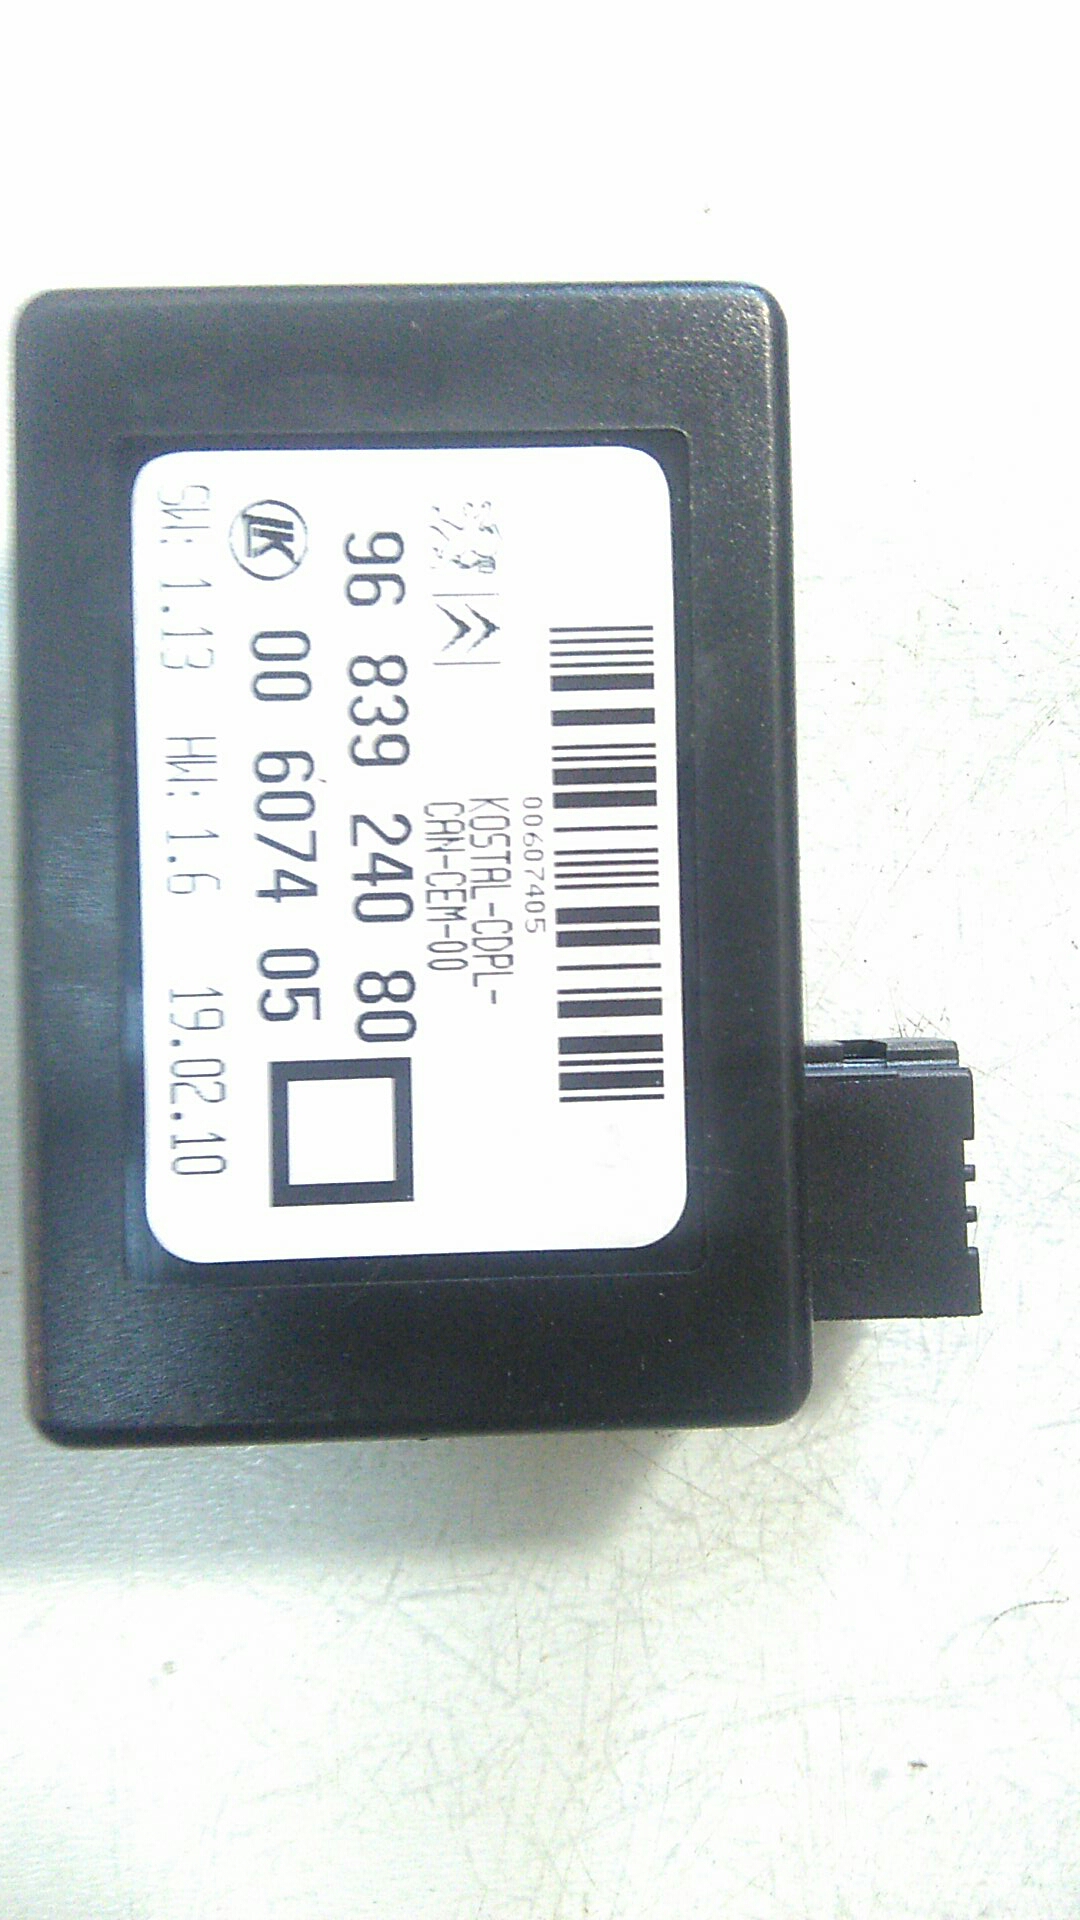 00607405
KOSTAL-CDPL-
CAN-CEM-00
96 839 240 80
LK 00 6074 05
SW: 1.13 HW: 1.6 19.02.10